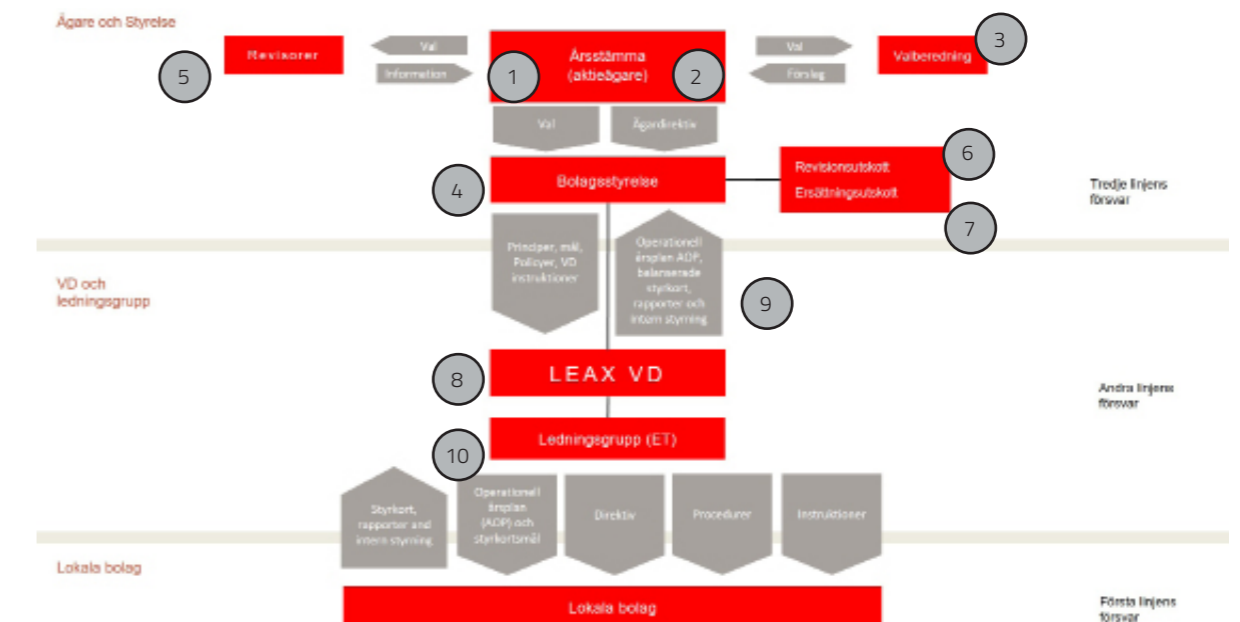 Ägare och Styrelse
Revisorer
5
Val
Information
Årsstämma
(aktieägare)
1
2
Val
Förslag
Valberedning
3
Val
Ägardirektiv
Bolagsstyrelse
4
Revisionsutskott
Ersättningsutskott
6
7
Tredje linjens
försvar
VD och
ledningsgrupp
Principer, mål,
Policyer, VD
instruktioner
Operationell
årsplan AOP,
balanserade
styrkort,
rapporter och
intern styrning
9
LEAX VD
8
Ledningsgrupp (ET)
10
Andra linjens
försvar
Styrkort,
rapporter and
intern styrning
Operationell
årsplan
(AOP) och
styrkortsmål
Direktiv
Procedurer
Instruktioner
Lokala bolag
Lokala bolag
Första linjens
försvar